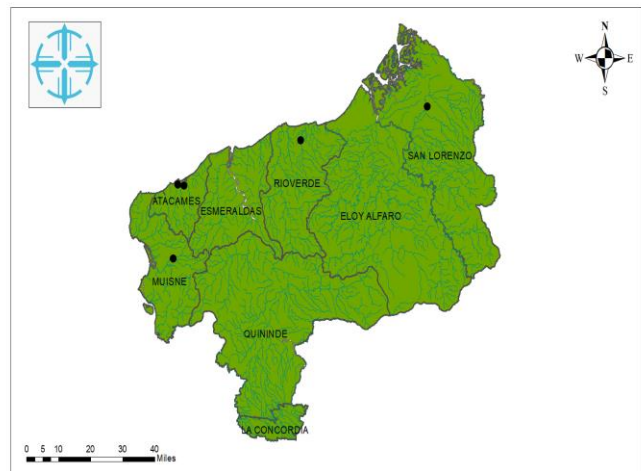 N
W E
S
SAN LORENZO
RIOVERDE
ATACAMES
ESMERALDAS
ELOY ALFARO
MUISNE
QUININDE
LA CONCORDIA
0 5 10 20 30 40
Miles